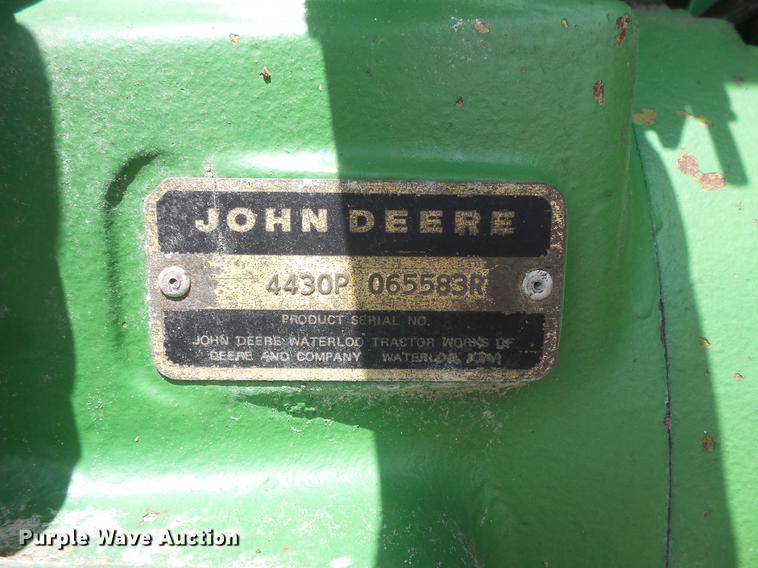 JOHN DEERE
4430P 065583R
PRODUCT SERIAL NO.
JOHN DEERE WATERLOO TRACTOR WORKS OF
DEERE AND COMPANY WATERLOO, IOWA
Purple Wave Auction